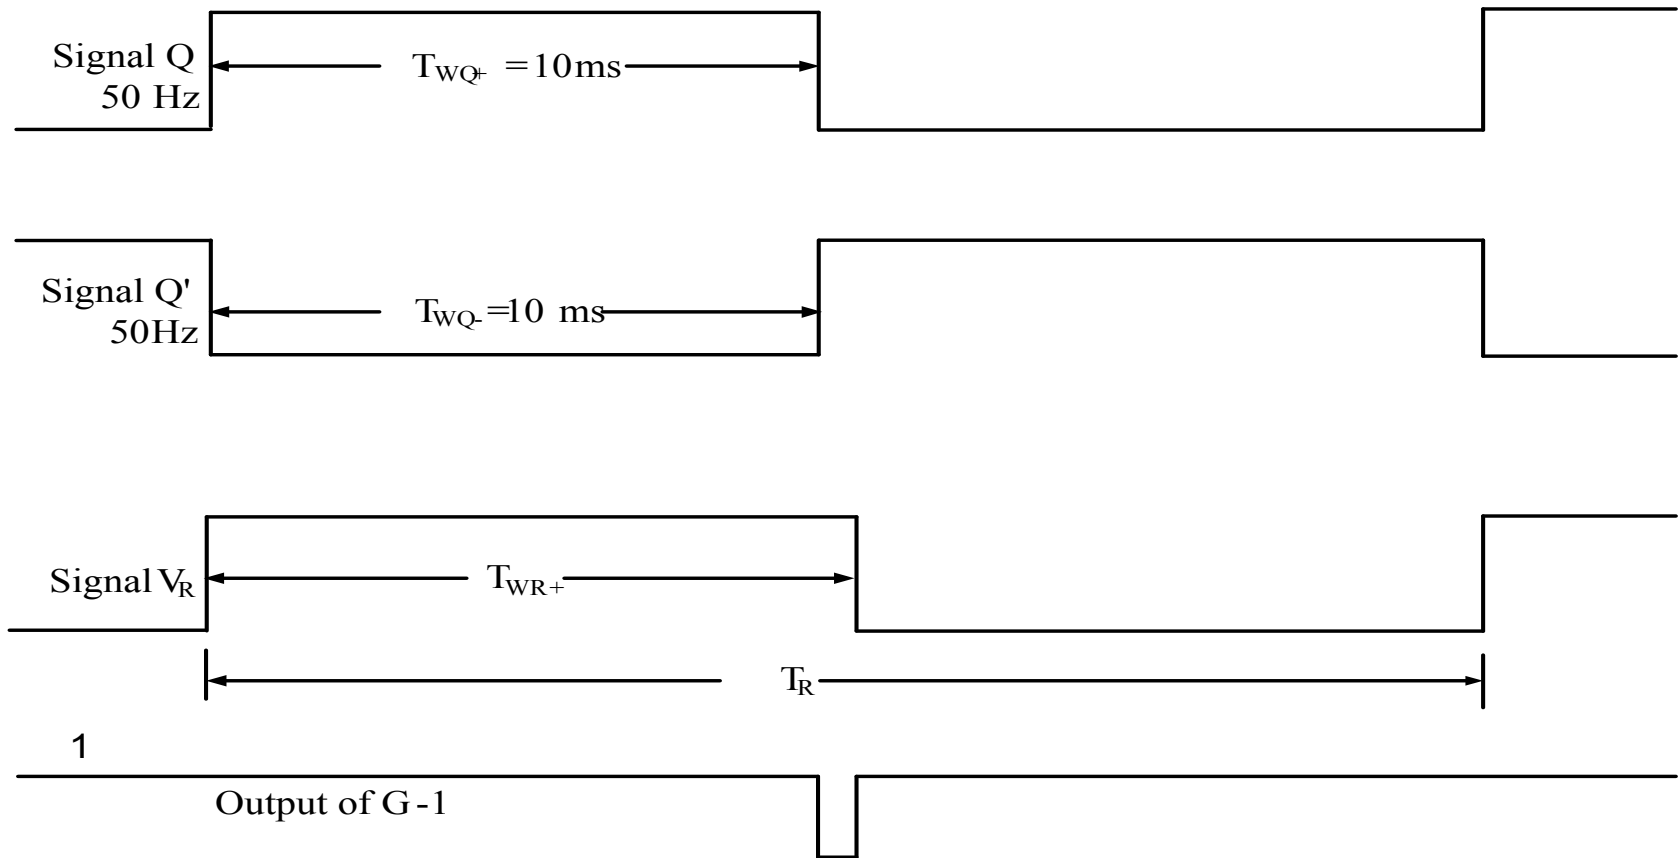 Signal Q
50 Hz
TWQ+ =10ms
Signal Q'
50Hz
TWQ-=10 ms
Signal VR
TWR+
TR
1
Output of G-1